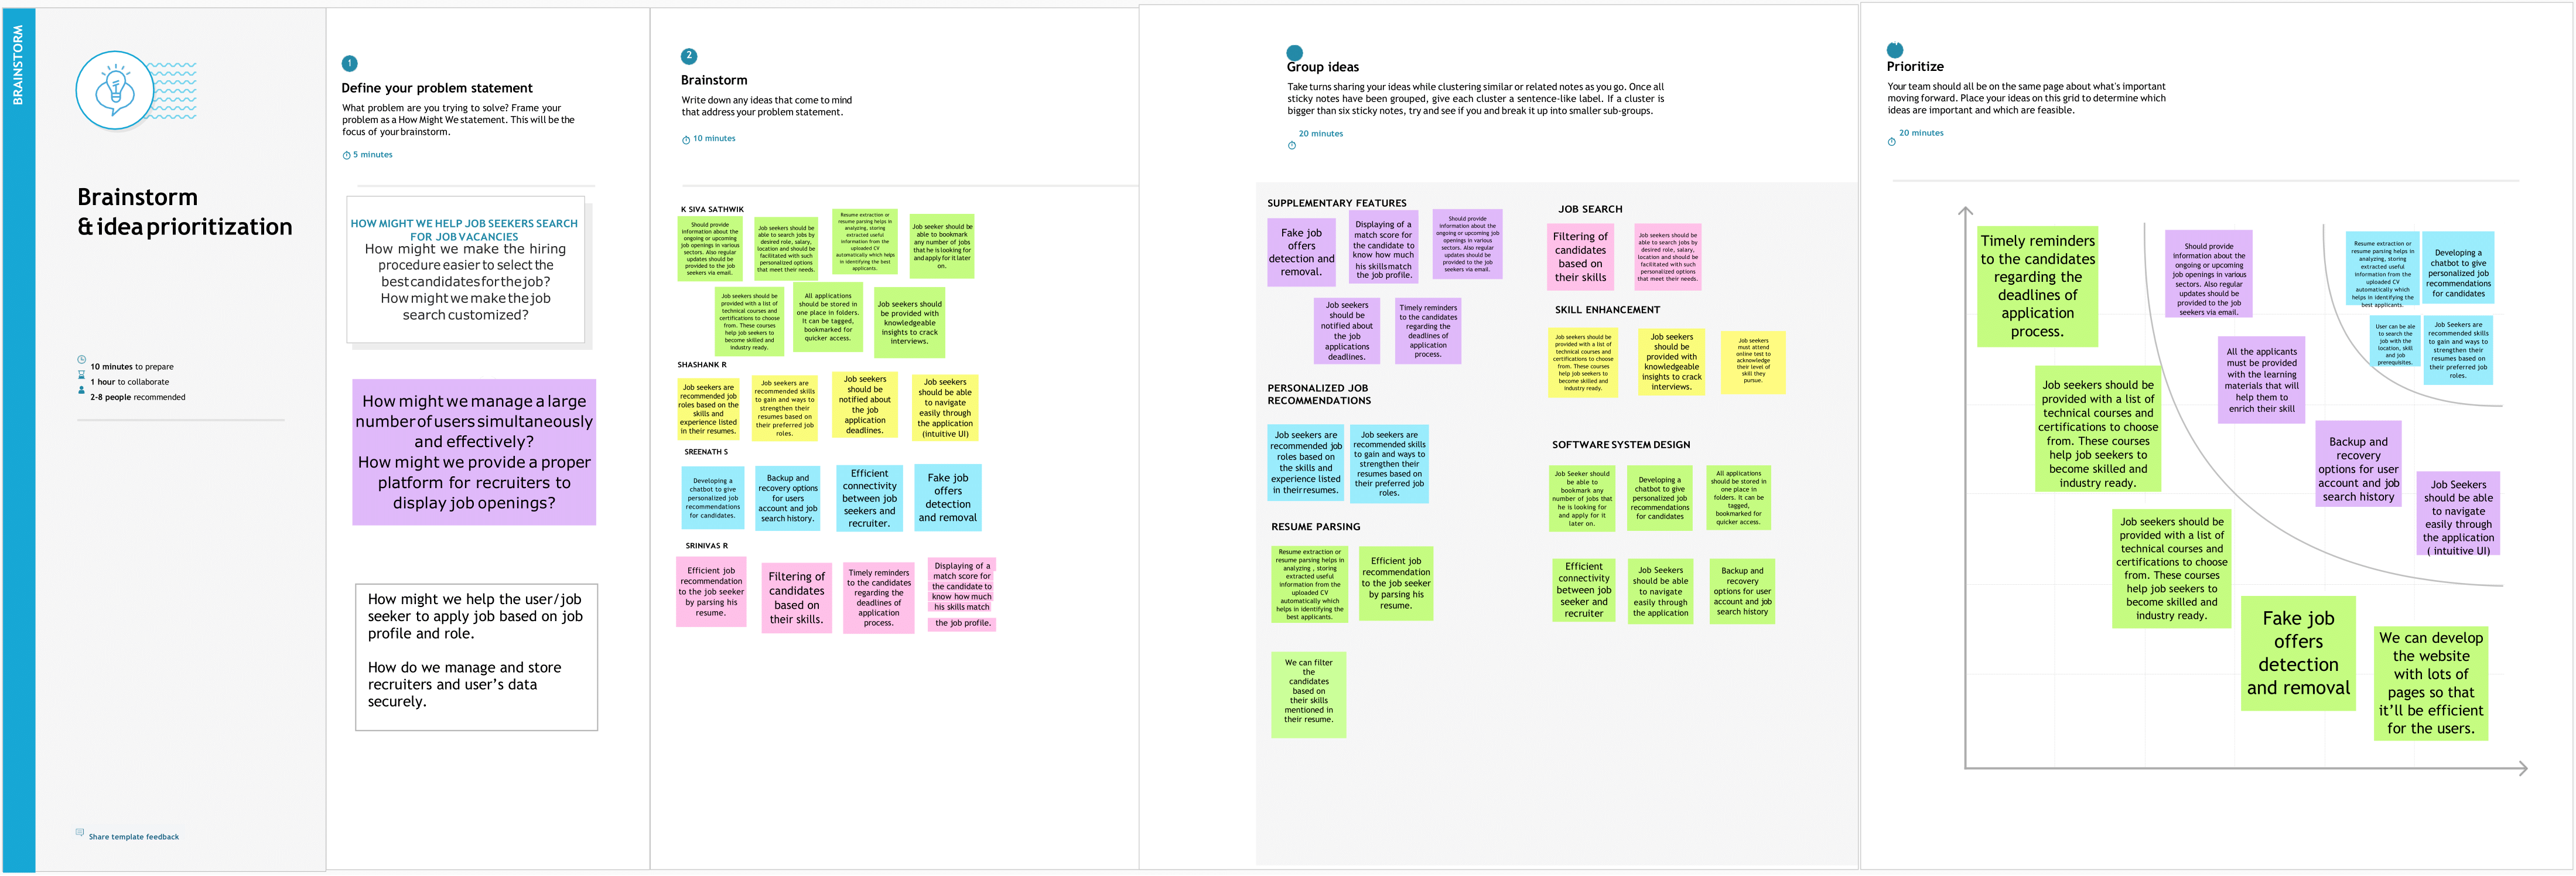 BRAINSTORM
Brainstorm
& idea prioritization
10 minutes to prepare
1 hour to collaborate
2-8 people recommended
Share template feedback
1
Define your problem statement
What problem are you trying to solve? Frame your
problem as a How Might We statement. This will be the
focus of your brainstorm.
5 minutes
HOW MIGHT WE HELP JOB SEEKERS SEARCH
FOR JOB VACANCIES
How might we make the hiring
procedure easier to select the
best candidates for the job?
How might we make the job
search customized?
How might we manage a large
number of users simultaneously
and effectively?
How might we provide a proper
platform for recruiters to
display job openings?
How might we help the user/job
seeker to apply job based on job
profile and role.
How do we manage and store
recruiters and user's data
securely.
2
Brainstorm
Write down any ideas that come to mind
that address your problem statement.
10 minutes
K SIVA SATHWIK
Should provide
information about the
ongoing or upcoming
job openings in various
sectors. Also regular
updates should be
provided to the job
seekers via email.
Job seekers should be
able to search jobs by
desired role, salary,
location and should be
facilitated with such
personalized options
that meet their needs.
Resume extraction or
resume parsing helps in
analyzing, storing
extracted useful
information from the
uploaded CV
automatically which helps
in identifying the best
applicants.
Job seeker should be
able to bookmark
any number of jobs
that he is looking for
and apply for it later
on.
Job seekers should be
provided with a list of
technical courses and
certifications to choose
from. These courses
help job seekers to
become skilled and
industry ready.
All applications
should be stored in
one place in folders.
It can be tagged,
bookmarked for
quicker access.
Job seekers should
be provided with
knowledgeable
insights to crack
interviews.
SHASHANK R
Job seekers are
recommended job
roles based on the
skills and
experience listed
in their resumes.
Job seekers are
recommended skills
to gain and ways to
strengthen their
resumes based on
their preferred job
roles.
Job seekers
should be
notified about
the job
application
deadlines.
Job seekers
should be able
to navigate
easily through
the application
(intuitive UI)
SREENATH S
Developing a
chatbot to give
personalized job
recommendations
for candidates.
Backup and
recovery options
for users
account and job
search history.
Efficient
connectivity
between job
seekers and
recruiter.
Fake job
offers
detection
and removal
SRINIVAS R
Efficient job
recommendation
to the job seeker
by parsing his
resume.
Filtering of
candidates
based on
their skills.
Timely reminders
to the candidates
regarding the
deadlines of
application
process.
Displaying of a
match score for
the candidate to
know how much
his skills match
the job profile.
Group ideas
Take turns sharing your ideas while clustering similar or related notes as you go. Once all
sticky notes have been grouped, give each cluster a sentence-like label. If a cluster is
bigger than six sticky notes, try and see if you and break it up into smaller sub-groups.
20 minutes
SUPPLEMENTARY FEATURES
Fake job
offers
detection and
removal.
Displaying of a
match score for
the candidate to
know how much
his skills match
the job profile.
Should provide
information about the
ongoing or upcoming job
openings in various
sectors. Also regular
updates should be
provided to the job
seekers via email.
Job seekers
should be
notified about
the job
applications
deadlines.
Timely reminders
to the candidates
regarding the
deadlines of
application
process.
PERSONALIZED JOB
RECOMMENDATIONS
Job seekers are
recommended job
roles based on
the skills and
experience listed
in their resumes.
Job seekers are
recommended skills
to gain and ways to
strengthen their
resumes based on
their preferred job
roles.
RESUME PARSING
Resume extraction or
resume parsing helps in
analyzing , storing
extracted useful
information from the
uploaded CV
automatically which
helps in identifying the
best applicants.
Efficient job
recommendation
to the job seeker
by parsing his
resume.
We can filter
the
candidates
based on
their skills
mentioned in
their resume.
JOB SEARCH
Filtering of
candidates
based on
their skills
Job seekers should be
able to search jobs by
desired role, salary,
location and should be
facilitated with such
personalized options
that meet their needs.
SKILL ENHANCEMENT
Job seekers should be
provided with a list of
technical courses and
certifications to choose
from. These courses
help job seekers to
become skilled and
industry ready.
Job seekers
should be
provided with
knowledgeable
insights to crack
interviews.
Job seekers
must attend
online test to
acknowledge
their level of
skill they
pursue.
SOFTWARE SYSTEM DESIGN
Job Seeker should
be able to
bookmark any
number of jobs that
he is looking for
and apply for it
later on.
Developing a
chatbot to give
personalized job
recommendations
for candidates
All applications
should be stored in
one place in
folders. It can be
tagged,
bookmarked for
quicker access.
Efficient
connectivity
between job
seeker and
recruiter
Job Seekers
should be able
to navigate
easily through
the application
Backup and
recovery
options for user
account and job
search history
Prioritize
Your team should all be on the same page about what's important
moving forward. Place your ideas on this grid to determine which
ideas are important and which are feasible.
20 minutes
Timely reminders
to the candidates
regarding the
deadlines of
application
process.
Should provide
information about the
ongoing or upcoming
job openings in various
sectors. Also regular
updates should be
provided to the job
seekers via email.
Resume extraction or
resume parsing helps in
analyzing, storing
extracted useful
information from the
uploaded CV
automatically which
helps in identifying the
best applicants.
Developing a
chatbot to give
personalized job
recommendations
for candidates
User can be ale
to search the
job with the
location, skill
and job
prerequisites.
Job Seekers are
recommended skills
to gain and ways to
strengthen their
resumes based on
their preferred job
roles.
All the applicants
must be provided
with the learning
materials that will
help them to
enrich their skill
Job seekers should be
provided with a list of
technical courses and
certifications to choose
from. These courses
help job seekers to
become skilled and
industry ready.
Backup and
recovery
options for user
account and job
search history
Job Seekers
should be able
to navigate
easily through
the application
( intuitive UI)
Job seekers should be
provided with a list of
technical courses and
certifications to choose
from. These courses
help job seekers to
become skilled and
industry ready.
Fake job
offers
detection
and removal
We can develop
the website
with lots of
pages so that
it'll be efficient
for the users.